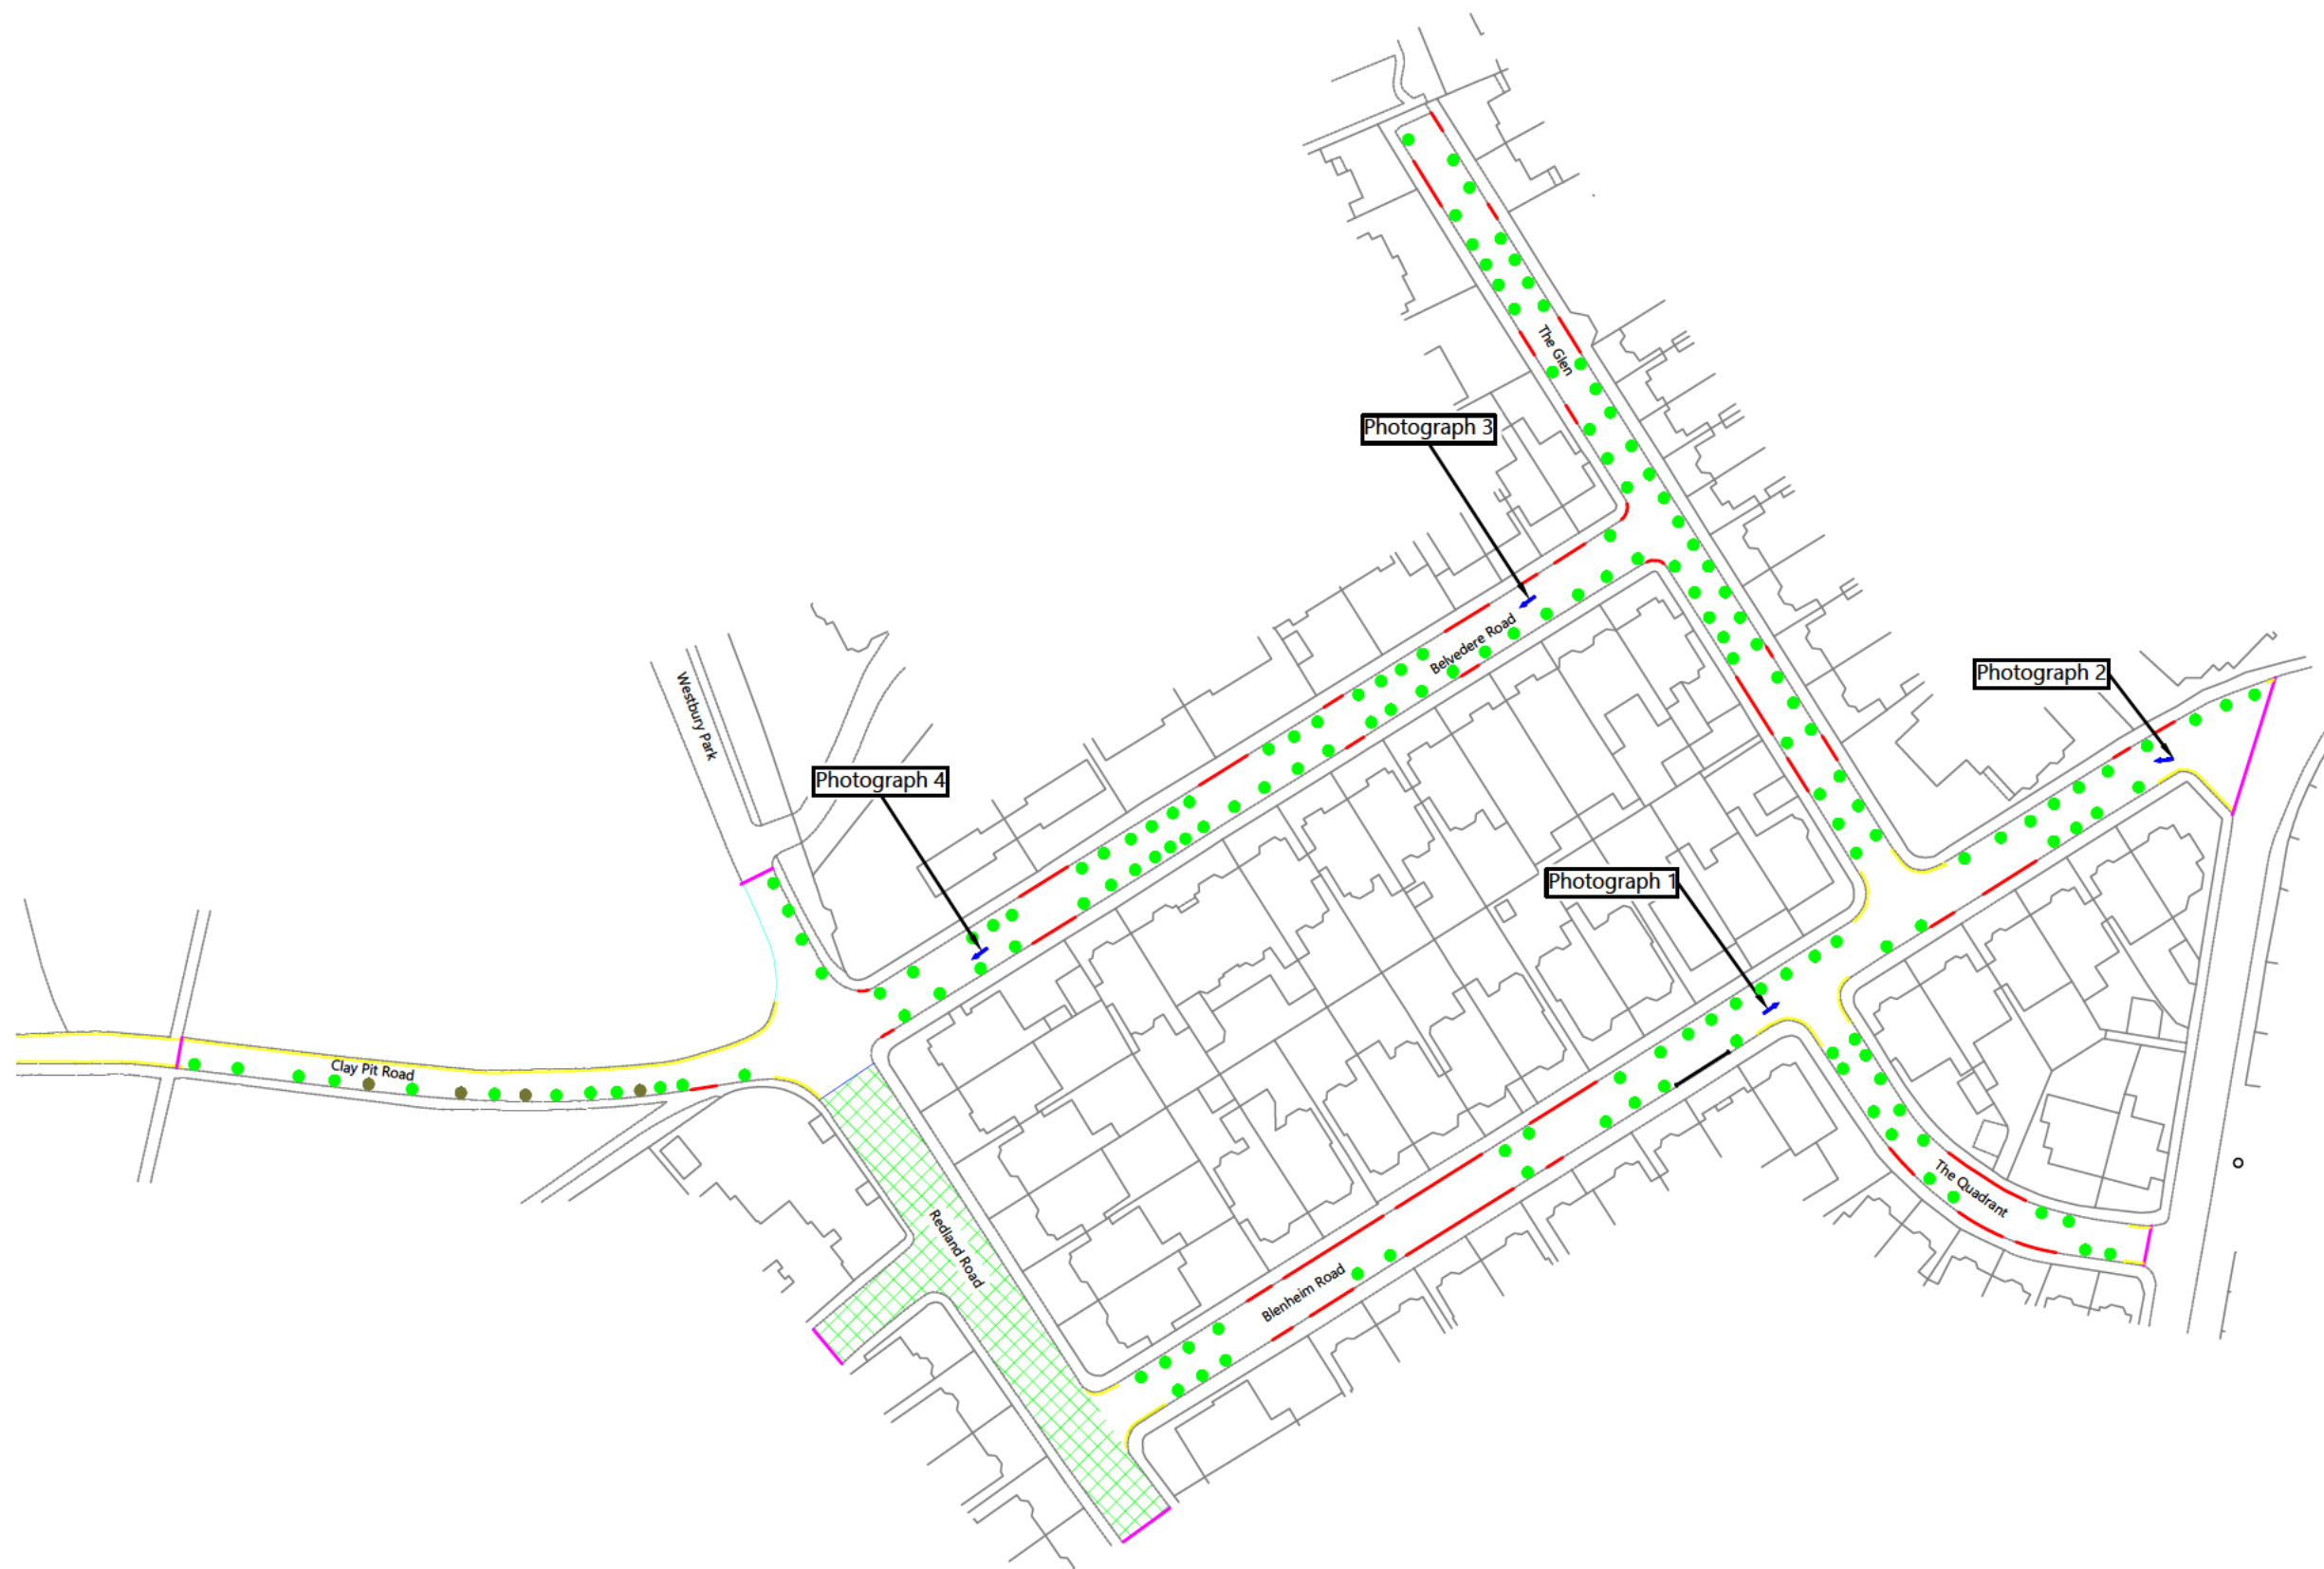 The Glen
Photograph 3
Belvedere Road
Photograph 2
Westbury Park
Photograph 4
Photograph 1
Clay Pit Road
The Quadrant
Redland Road
Blenheim Road